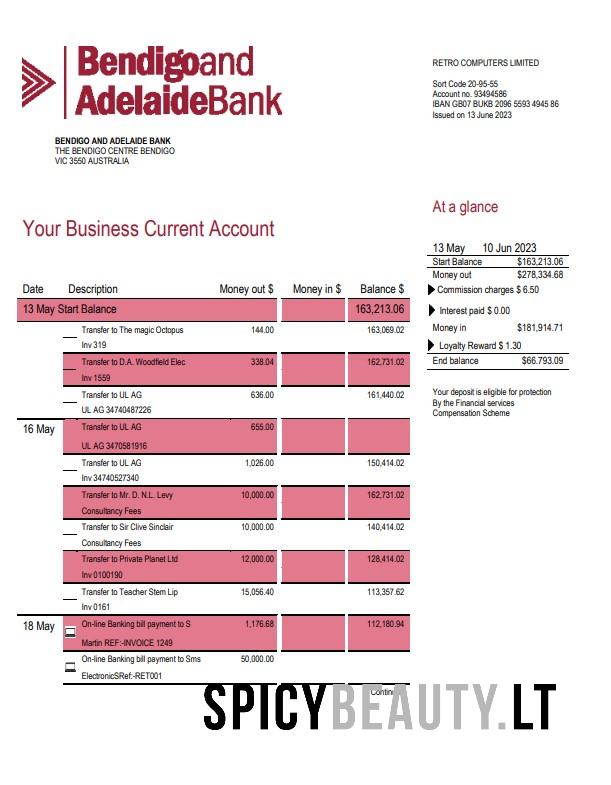 Bendigoand
AdelaideBank
RETRO COMPUTERS LIMITED
Sort Code 20-95-55
Account no. 93494586
IBAN GB07 BUKB 2096 5593 4945 86
Issued on 13 June 2023
BENDIGO AND ADELAIDE BANK
THE BENDIGO CENTRE BENDIGO
VIC 3550 AUSTRALIA
At a glance
Your Business Current Account
13 May 10 Jun 2023
Start Balance $163,213.06
Money out $278,334.68
Commission charges $ 6.50
Interest paid $ 0.00
Money in $181,914.71
Loyalty Reward $ 1.30
End balance $66.793.09
Your deposit is eligible for protection
By the Financial services
Compensation Scheme
Date Description Money out $ Money in $ Balance $
13 May Start Balance 163,213.06
Transfer to The magic Octopus 144.00 163,069.02
Inv 319
Transfer to D.A. Woodfield Elec 338.04 162,731.02
Inv 1559
Transfer to UL AG 636.00 161,440.02
UL AG 34740487226
16 May Transfer to UL AG 655.00
UL AG 3470581916
Transfer to UL AG 1,026.00 150,414.02
Inv 34740527340
Transfer to Mr. D. N.L. Levy 10,000.00 162,731.02
Consultancy Fees
Transfer to Sir Clive Sinclair 10,000.00 140,414.02
Consultancy Fees
Transfer to Private Planet Ltd 12,000.00 128,414.02
Inv 0100190
Transfer to Teacher Stem Lip 15,056.40 113,357.62
Inv 0161
18 May On-line Banking bill payment to S 1,176.68 112,180.94
Martin REF:-INVOICE 1249
On-line Banking bill payment to Sms 50,000.00
ElectronicSRef:-RET001
SPICYBEAUTY.LT